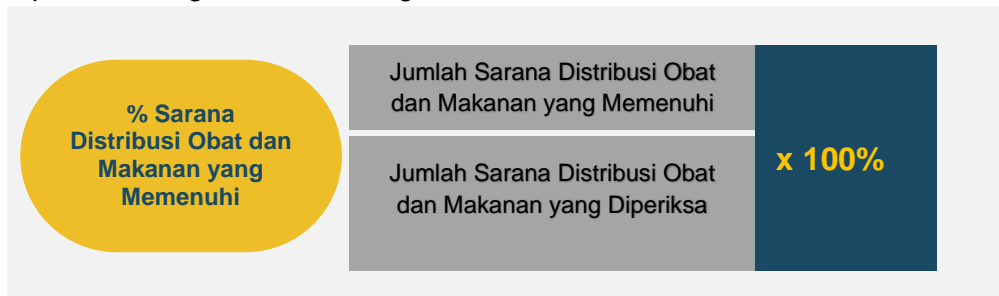 % Sarana
Distribusi Obat dan
Makanan yang
Memenuhi
Jumlah Sarana Distribusi Obat
dan Makanan yang Memenuhi
Jumlah Sarana Distribusi Obat
dan Makanan yang Diperiksa
x 100%